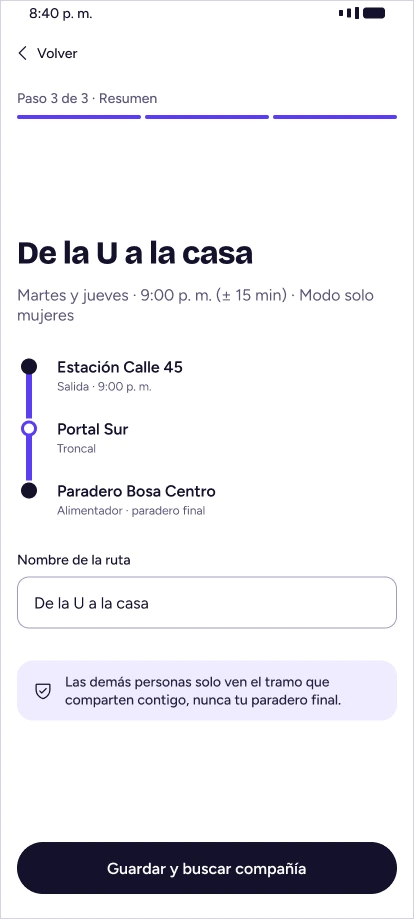 8:40 p. m.
Volver
Paso 3 de 3 · Resumen
De la U a la casa
Martes y jueves · 9:00 p. m. (± 15 min) · Modo solo
mujeres
Estación Calle 45
Salida · 9:00 p. m.
Portal Sur
Troncal
Paradero Bosa Centro
Alimentador · paradero final
Nombre de la ruta
De la U a la casa
Las demás personas solo ven el tramo que
comparten contigo, nunca tu paradero final.
Guardar y buscar compañía